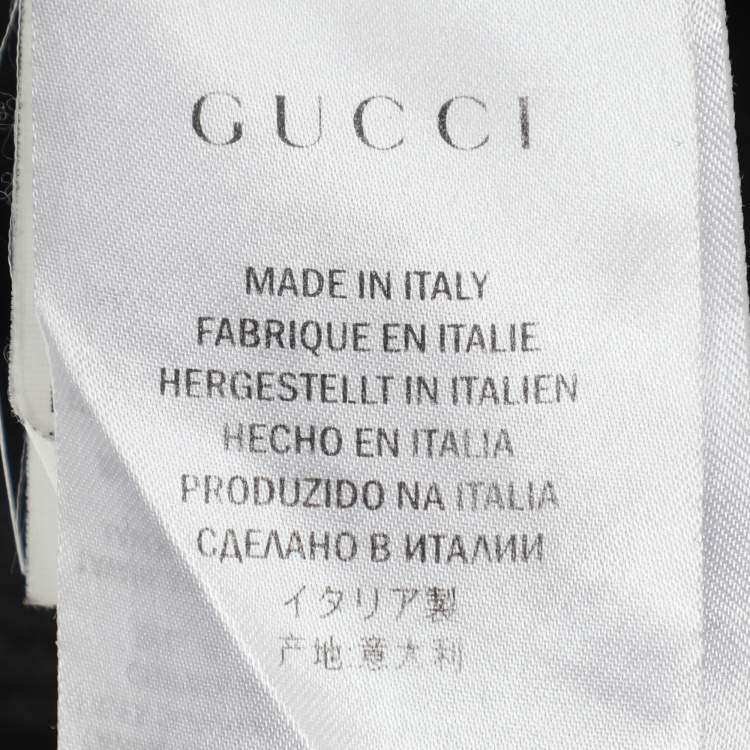 GUCCI
MADE IN ITALY
FABRIQUE EN ITALIE
HERGESTELLT IN ITALIEN
HECHO EN ITALIA
PRODUZIDO NA ITALIA
СДЕЛАНО В ИТАЛИИ
イタリア製
产地:意大利